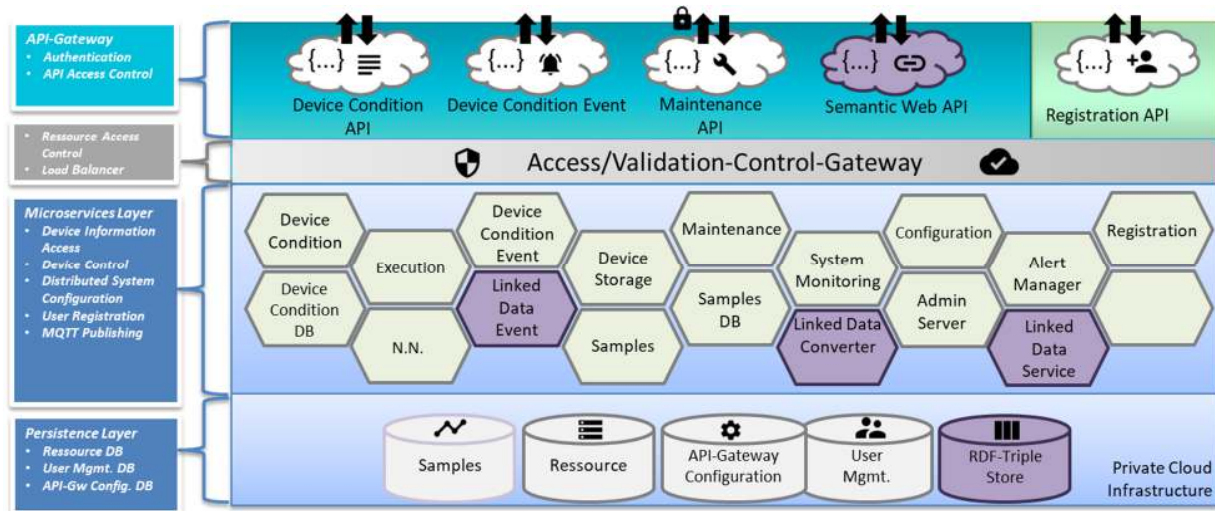 API-Gateway
• Authentication
• API Access Control
• Ressource Access
Control
• Load Balancer
Microservices Layer
• Device Information
Access
• Device Control
• Distributed System
Configuration
• User Registration
• MQTT Publishing
Persistence Layer
• Ressource DB
• User Mgmt. DB
• API-Gw Config. DB
{...}
Device Condition
API
{...}
Device Condition Event
{...}
Maintenance
API
{...}
Semantic Web API
{...}
Registration API
Access/Validation-Control-Gateway
Device
Condition
Device
Condition
DB
Execution
N.N.
Device
Condition
Event
Linked
Data
Event
Device
Storage
Samples
Maintenance
Samples
DB
System
Monitoring
Linked Data
Converter
Configuration
Admin
Server
Alert
Manager
Linked
Data
Service
Registration
Samples
Ressource
API-Gateway
Configuration
User
Mgmt.
RDF-Triple
Store
Private Cloud
Infrastructure